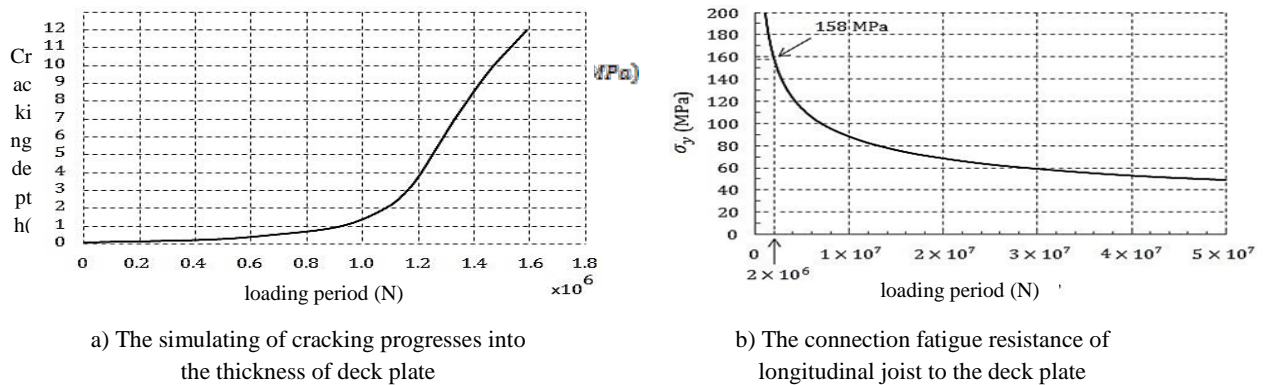 Cr
ac
ki
ng
de
pt
h(
12
11
10
9
8
7
6
5
4
3
2
1
0
0 0.2 0.4 0.6 0.8 1.0 1.2 1.4 1.6 1.8
×10⁶
loading period (N)
a) The simulating of cracking progresses into
the thickness of deck plate
MPa)
σy (MPa)
200
180
160
140
120
100
80
60
40
20
0
158 MPa
0 1 × 10⁷ 2 × 10⁷ 3 × 10⁷ 4 × 10⁷ 5 × 10⁷
2 × 10⁶
loading period (N)
b) The connection fatigue resistance of
longitudinal joist to the deck plate